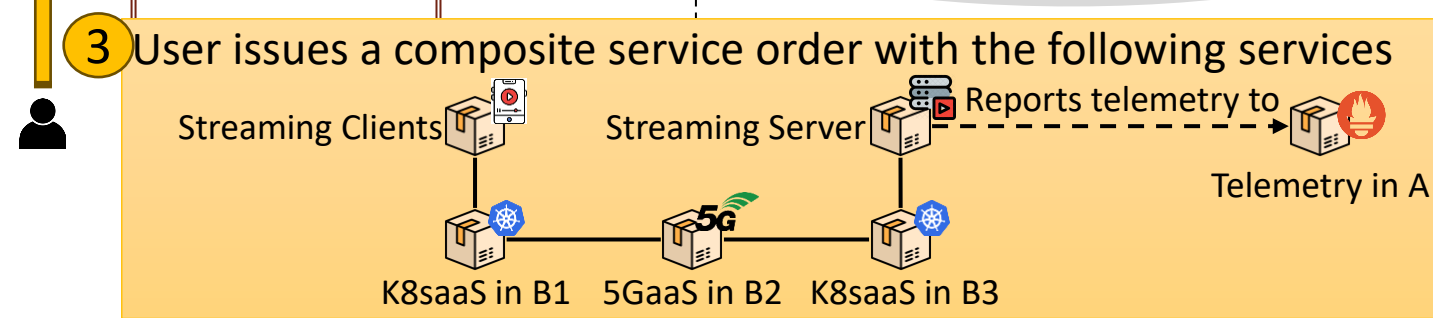 3 User issues a composite service order with the following services
Streaming Clients Streaming Server Reports telemetry to
Telemetry in A
5G
K8saaS in B1 5GaaS in B2 K8saaS in B3